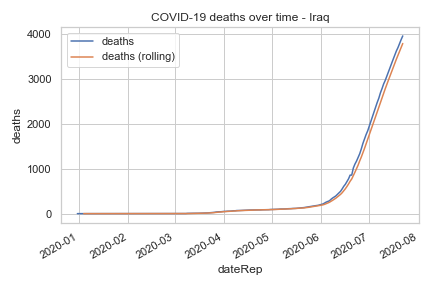 COVID-19 deaths over time - Iraq
deaths
deaths (rolling)
4000
3000
2000
1000
0
deaths
2020-01
2020-02
2020-03
2020-04
2020-05
2020-06
2020-07
2020-08
dateRep